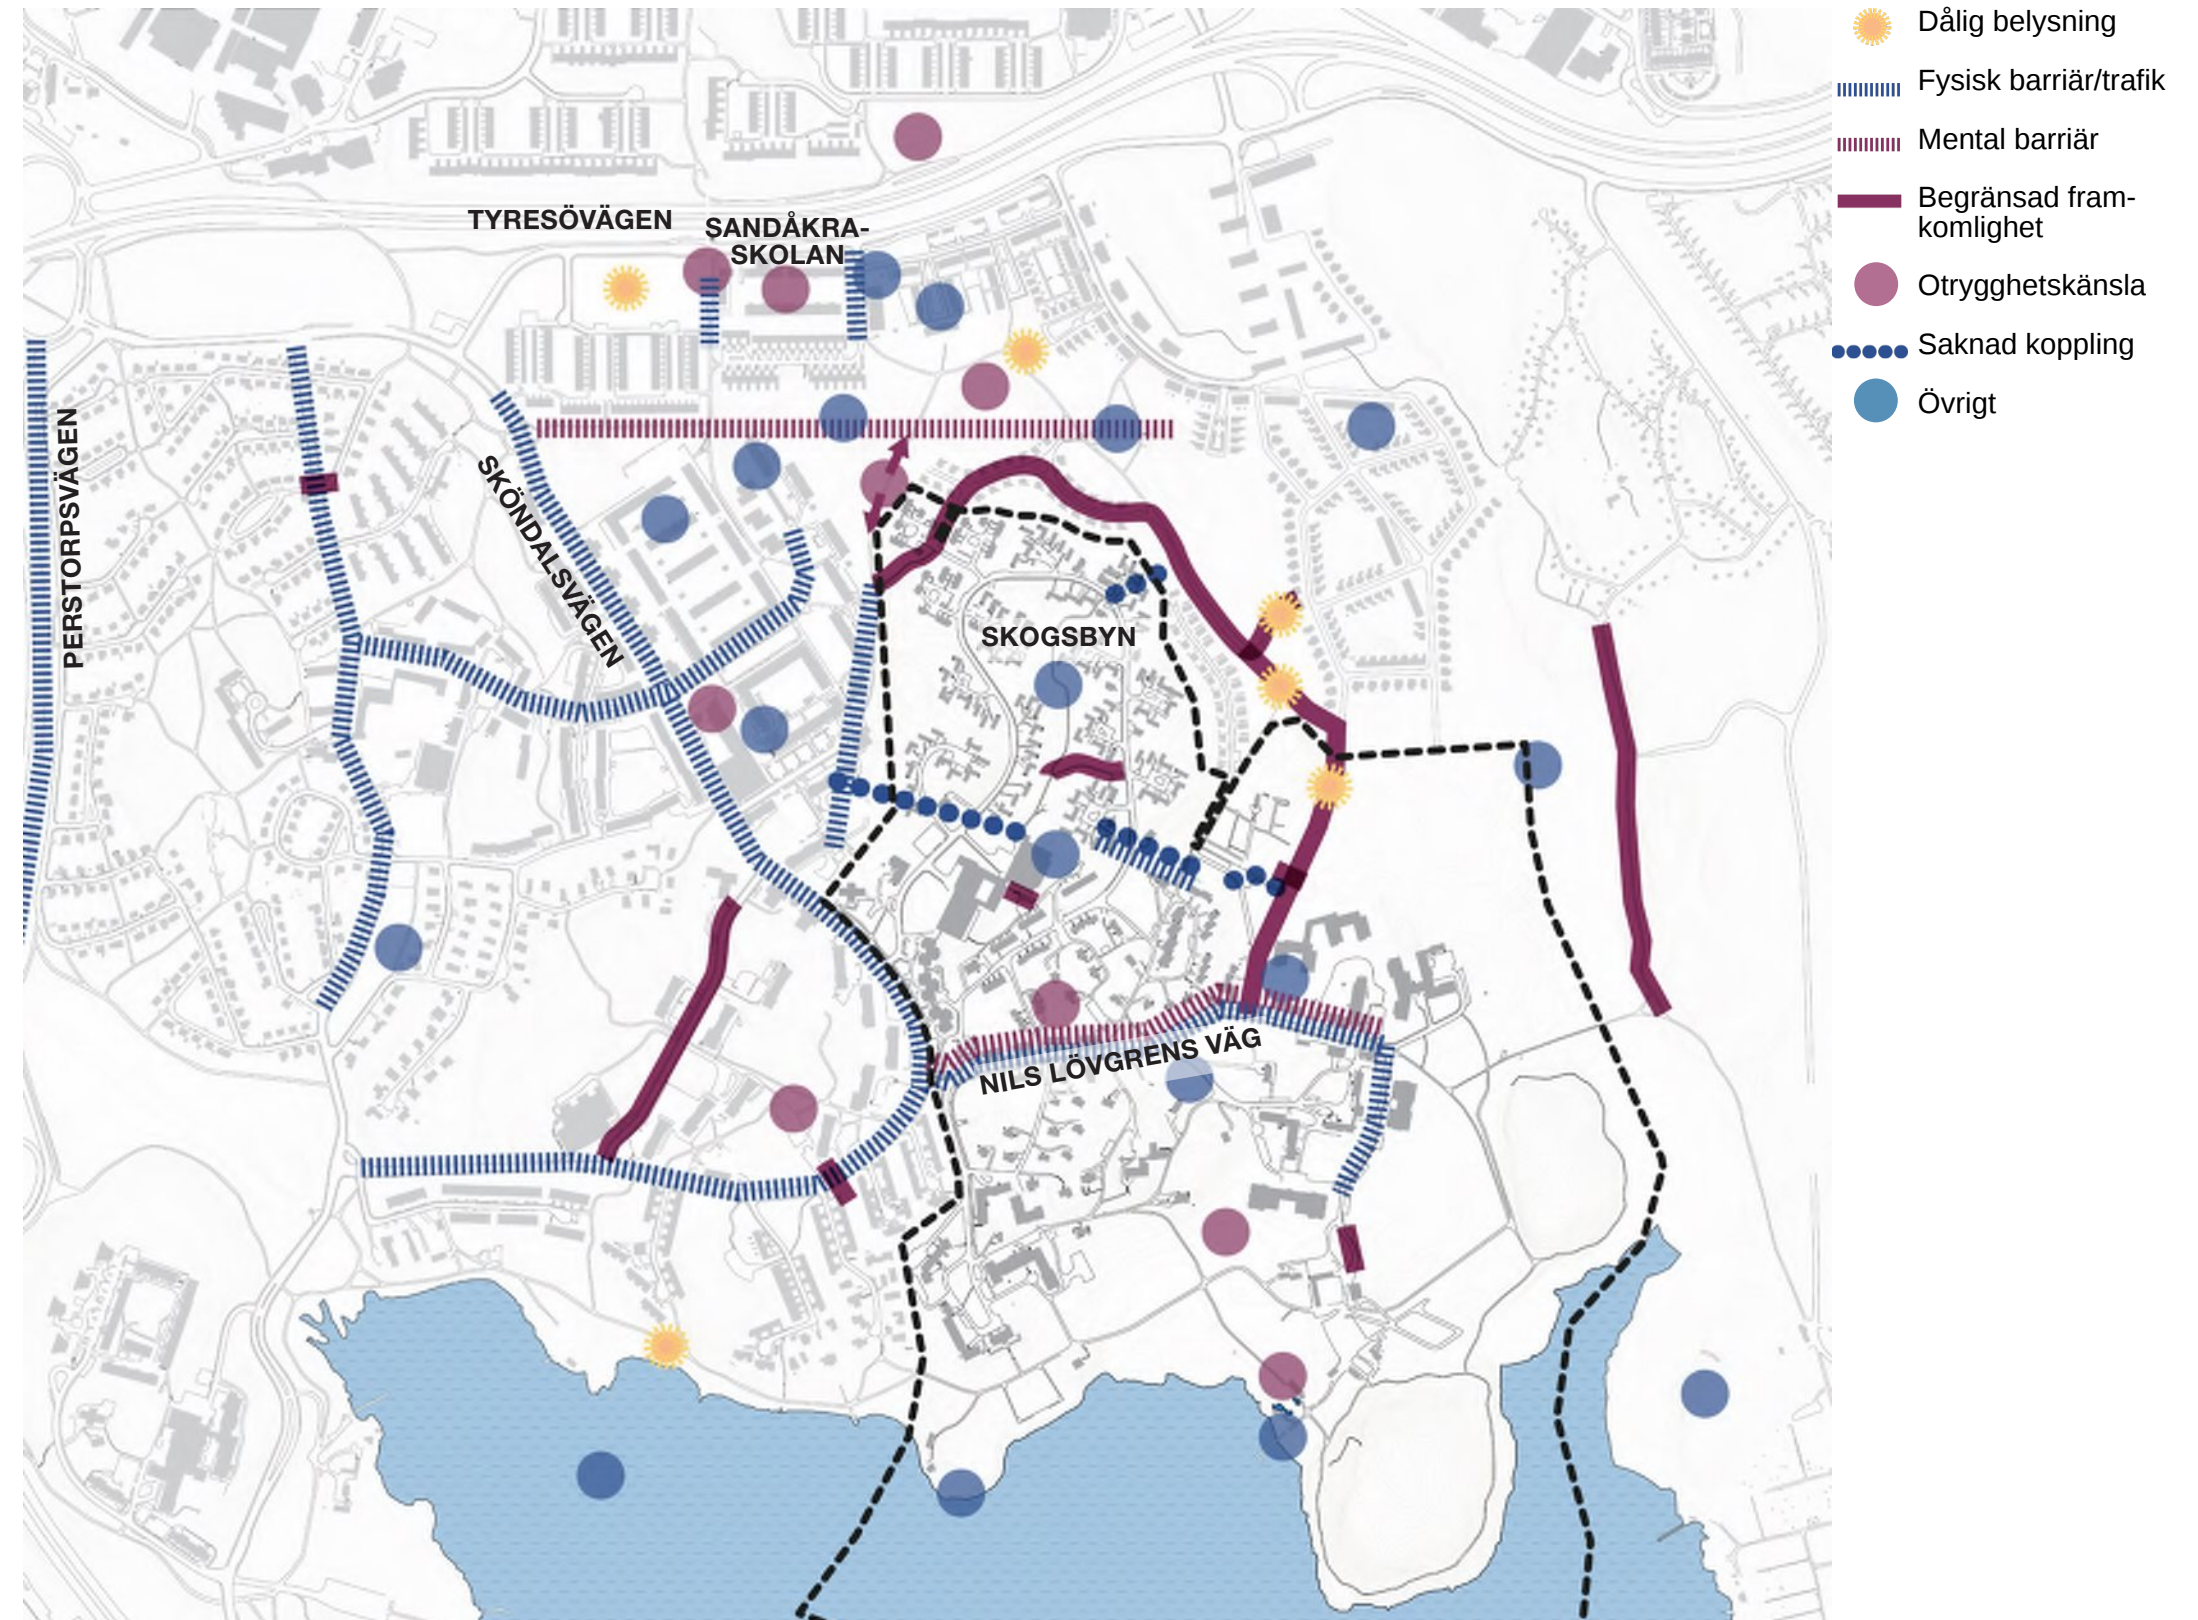 Dålig belysning
Fysisk barriär/trafik
Mental barriär
Begränsad fram-
komlighet
Otrygghetskänsla
Saknad koppling
Övrigt
TYRESÖVÄGEN
SANDÅKRA-
SKOLAN
PERSTORPSVÄGEN
SKÖNDALSVÄGEN
SKOGSBYN
NILS LÖVGRENS VÄG